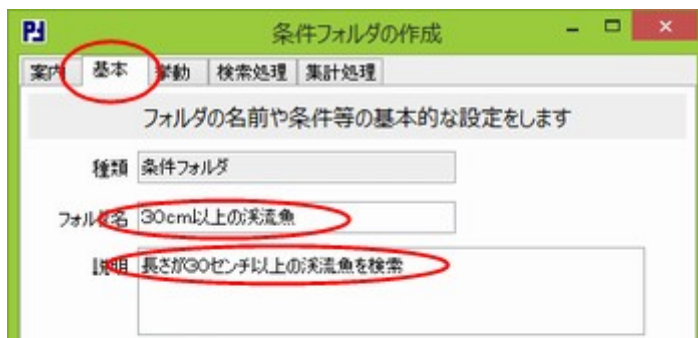 条件フォルダの作成
案内 基本 挙動 検索処理 集計処理
フォルダの名前や条件等の基本的な設定をします
種類 条件フォルダ
フォルダ名 30cm以上の渓流魚
説明 長さが30センチ以上の渓流魚を検索